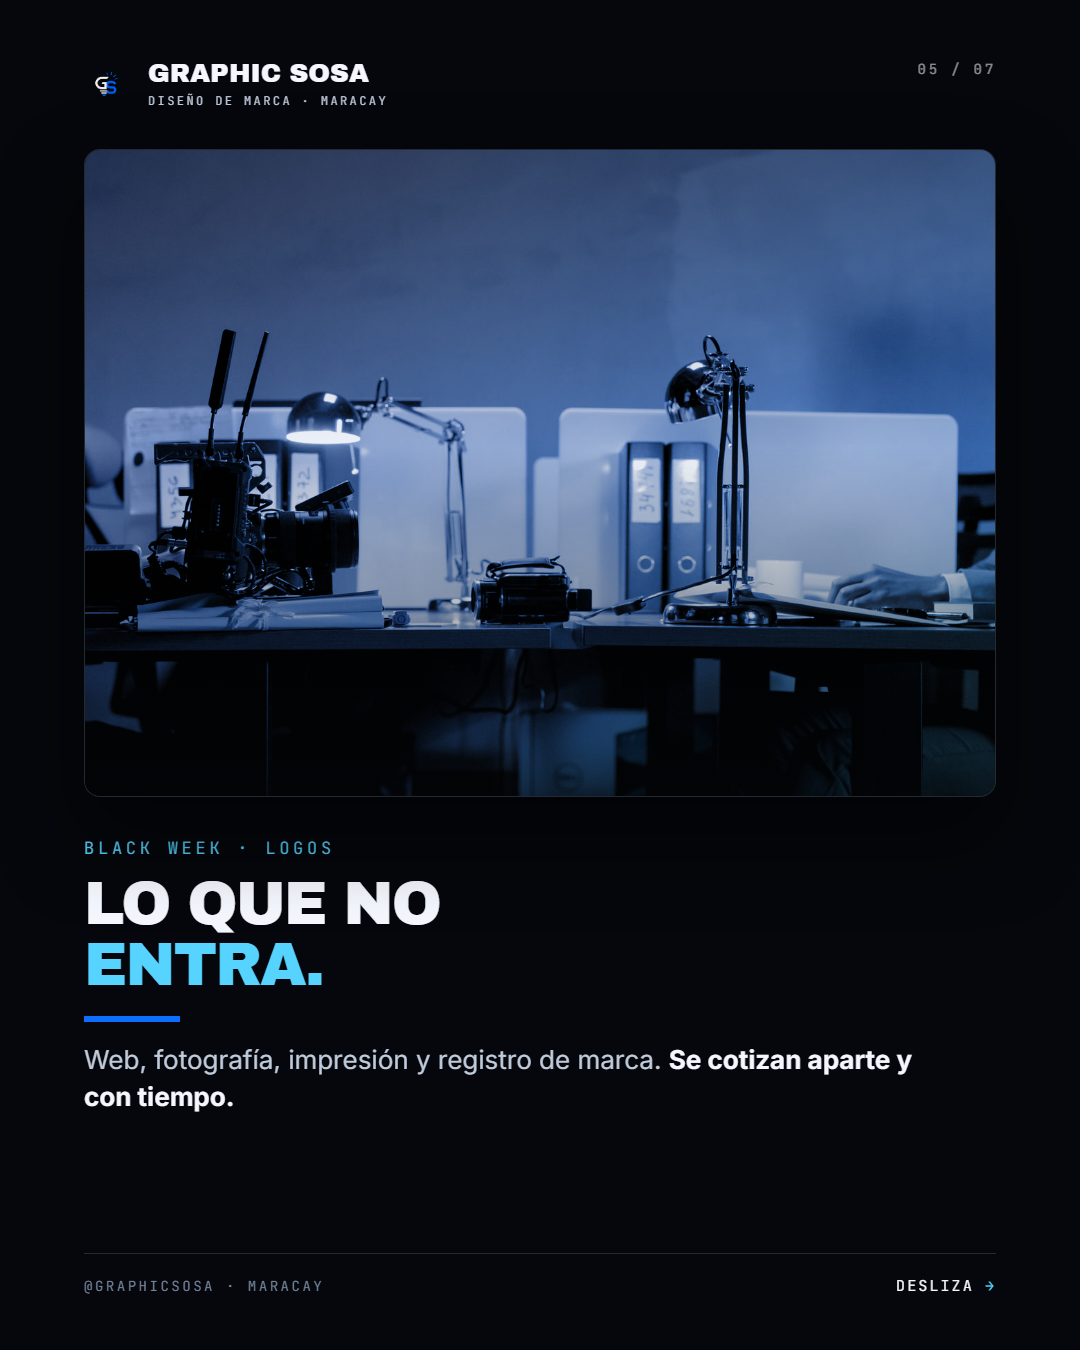 GS
GRAPHIC SOSA
DISEÑO DE MARCA · MARACAY
05 / 07
BLACK WEEK · LOGOS
LO QUE NO
ENTRA.
Web, fotografía, impresión y registro de marca. Se cotizan aparte y
con tiempo.
@GRAPHICSOSA · MARACAY
DESLIZA →